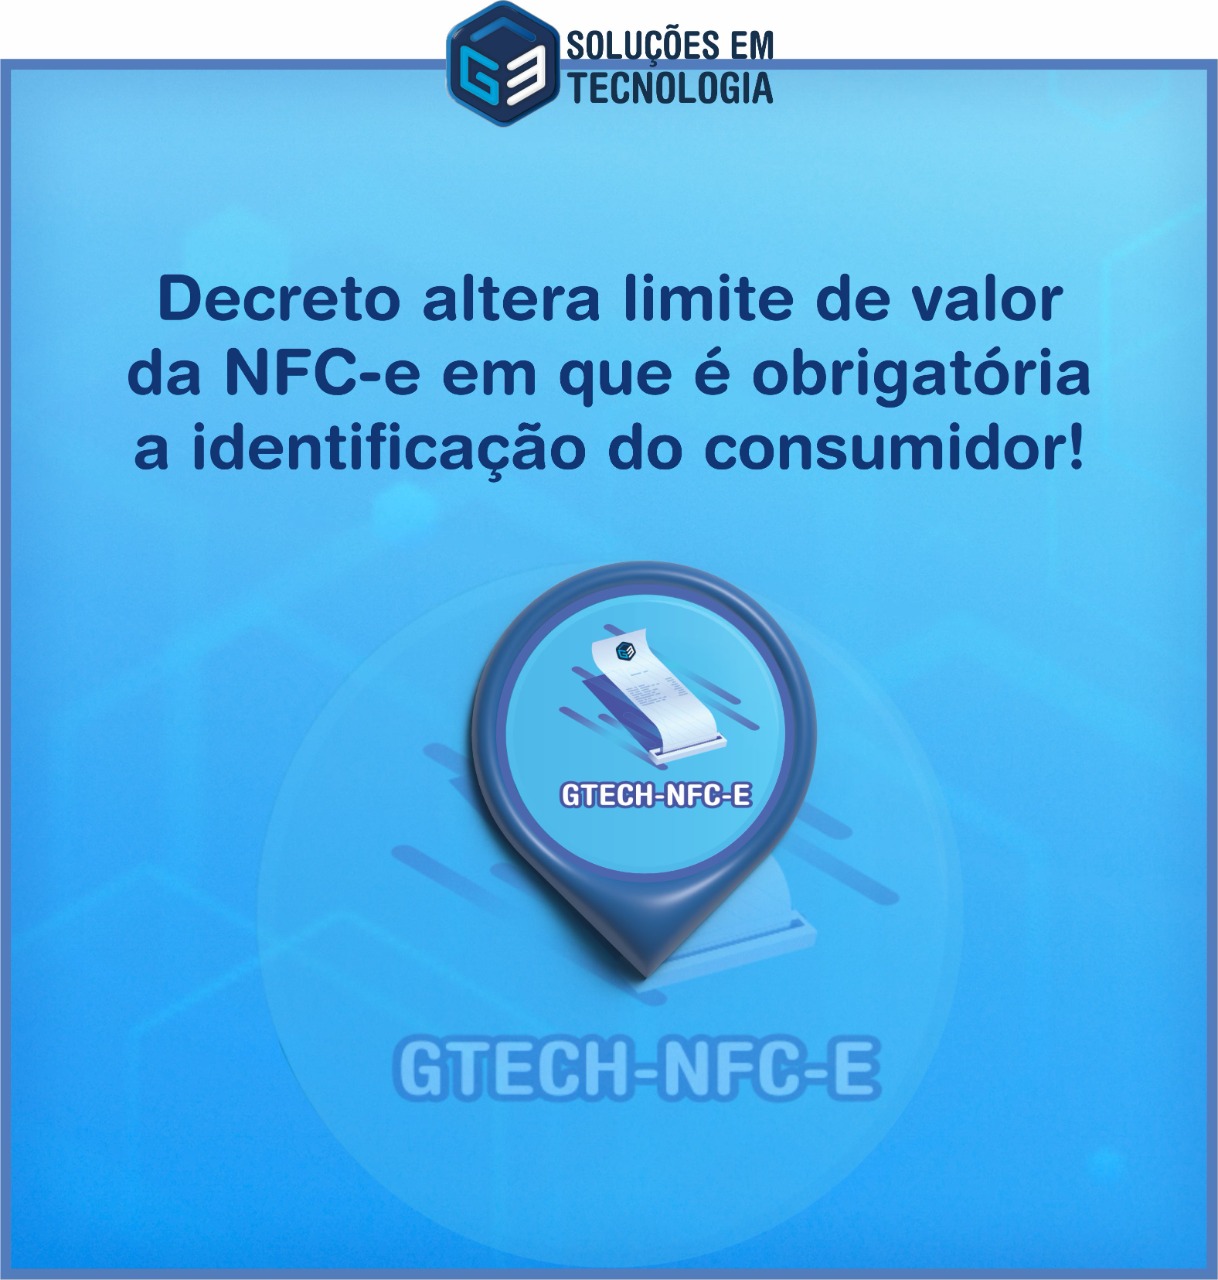 G3
SOLUÇÕES EM
TECNOLOGIA
Decreto altera limite de valor
da NFC-e em que é obrigatória
a identificação do consumidor!
GTECH-NFC-E
GTECH-NFC-E